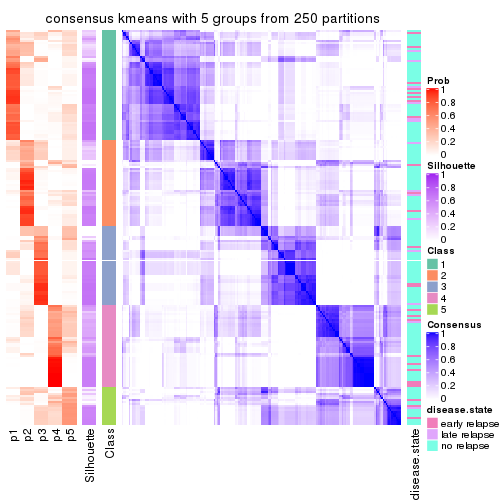 consensus kmeans with 5 groups from 250 partitions
Prob
1
0.8
0.6
0.4
0.2
0
Silhouette
1
0.8
0.6
0.4
0.2
0
Class
1
2
3
4
5
Consensus
1
0.8
0.6
0.4
0.2
0
disease.state
early relapse
late relapse
no relapse
p1
p2
p3
p4
p5
Silhouette
Class
disease.state